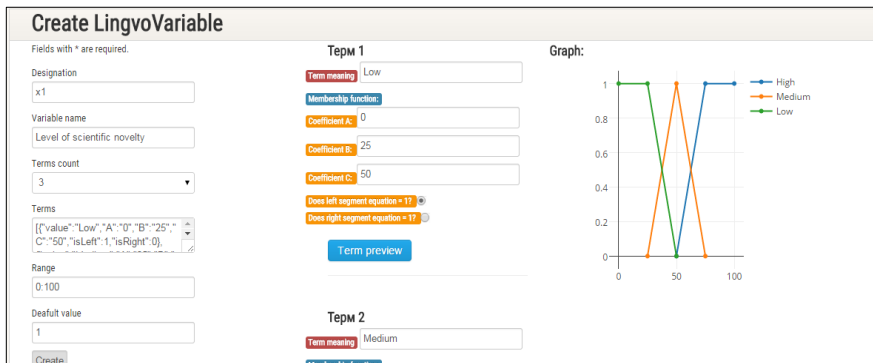 Create LingvoVariable
Fields with * are required.
Designation
x1
Variable name
Level of scientific novelty
Terms count
3
Terms
[{"value":"Low","A":"0","B":"25","
C":"50","isLeft":1,"isRight":0},
Range
0:100
Deafult value
1
Create
Терм 1
Term meaning Low
Membership function:
Coefficient A: 0
Coefficient B: 25
Coefficient C: 50
Does left segment equation = 1?
Does right segment equation = 1?
Term preview
Терм 2
Term meaning Medium
Graph:
1
0.8
0.6
0.4
0.2
0
0 50 100
High
Medium
Low